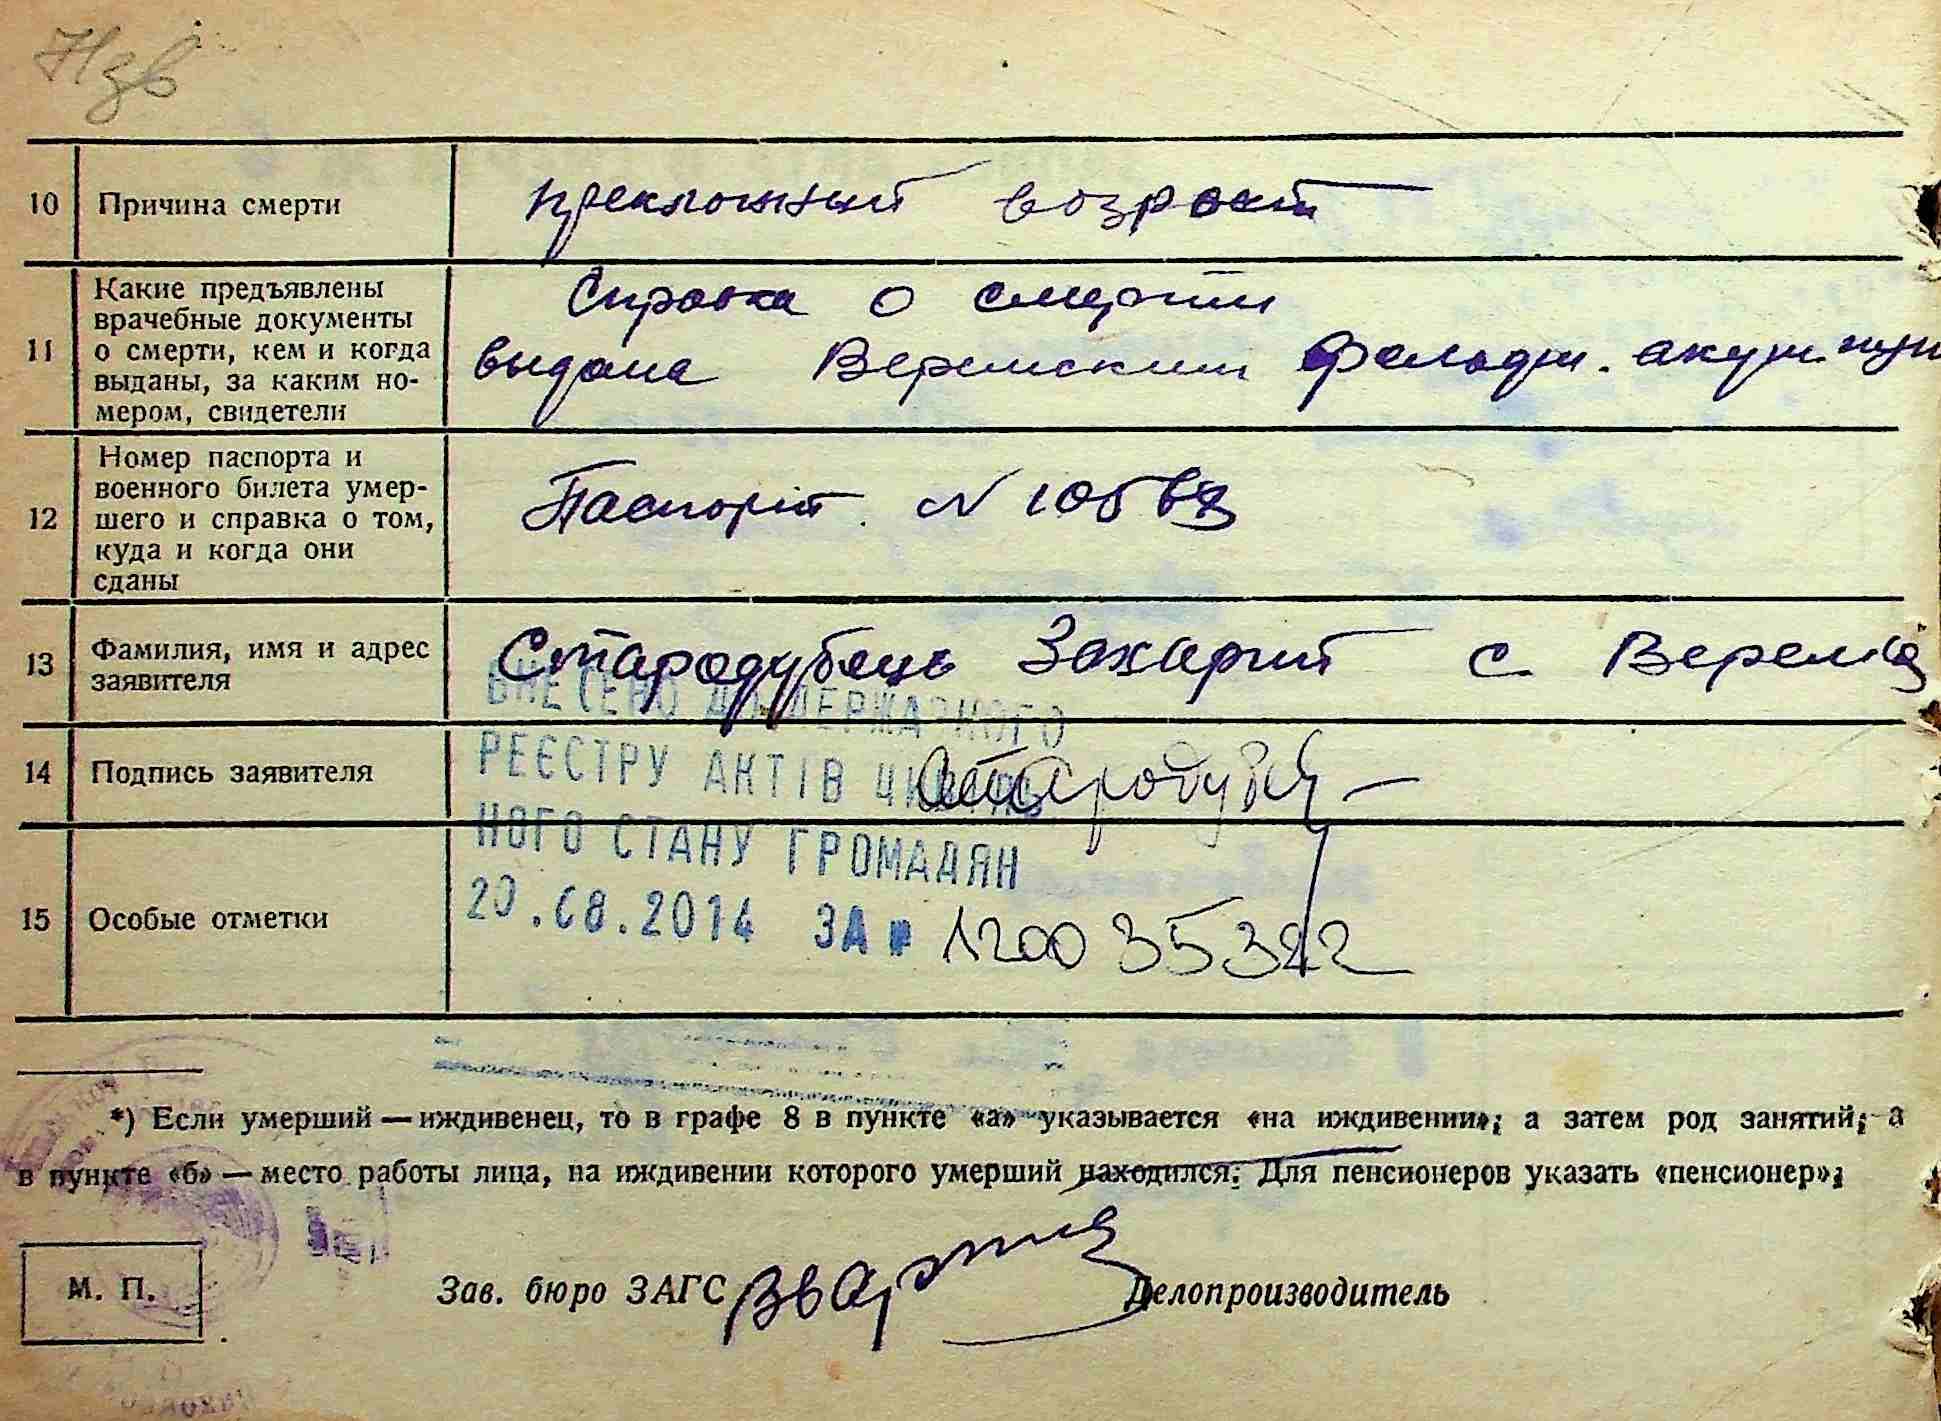 10 Причина смерти преклонний возраст
11 Какие предъявлены
врачебные документы
о смерти, кем и когда
выданы, за каким но-
мером, свидетели
Справка о смерти
выдана Веремским фельдш. акуш. пун
12 Номер паспорта и
военного билета умер-
шего и справка о том,
куда и когда они
сданы
Паспорт N
13 Фамилия, имя и адрес
заявителя
Стародубець Захарий с. Веремя
14 Подпись заявителя
15 Особые отметки
ВНЕСЕНО ДО ДЕРЖАВНОГО
РЕЄСТРУ АКТІВ ЦИВІЛЬ
НОГО СТАНУ ГРОМАДЯН
20.08.2014 ЗА № 1200 35322
*) Если умерший — иждивенец, то в графе 8 в пункте «а» указывается «на иждивении»; а затем род занятий; а
в пункте «б» — место работы лица, на иждивении которого умерший находился; Для пенсионеров указать «пенсионер»;
М. П. Зав. бюро ЗАГС Делопроизводитель